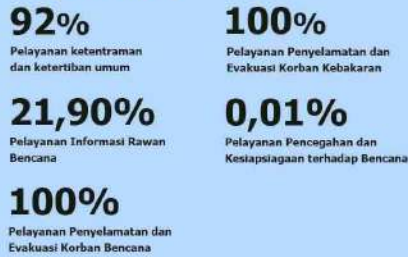 92%
Pelayanan ketentraman
dan ketertiban umum
100%
Pelayanan Penyelamatan dan
Evakuasi Korban Kebakaran
21,90%
Pelayanan Informasi Rawan
Bencana
0,01%
Pelayanan Pencegahan dan
Kesiapsiagaan terhadap Bencana
100%
Pelayanan Penyelamatan dan
Evakuasi Korban Bencana